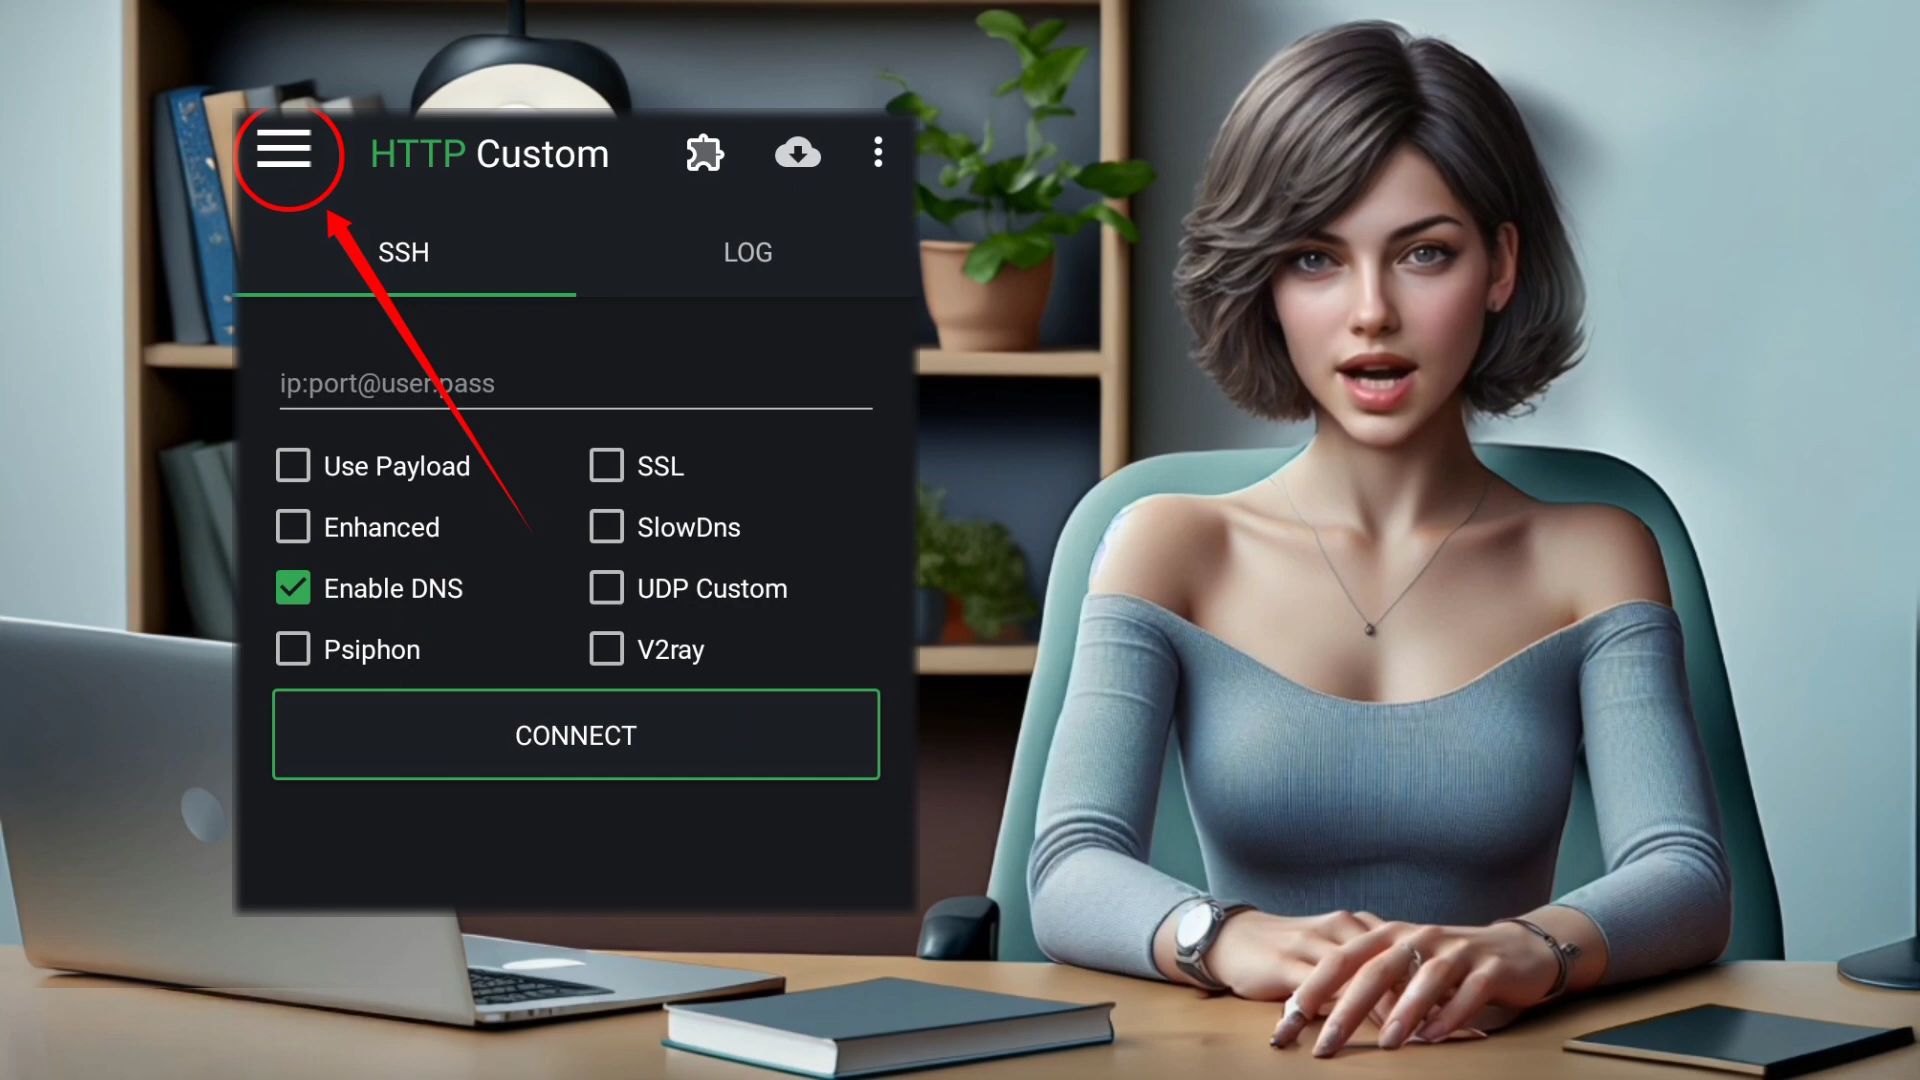 HTTP Custom
SSH LOG
ip:port@user:pass
Use Payload SSL
Enhanced SlowDns
Enable DNS UDP Custom
Psiphon V2ray
CONNECT